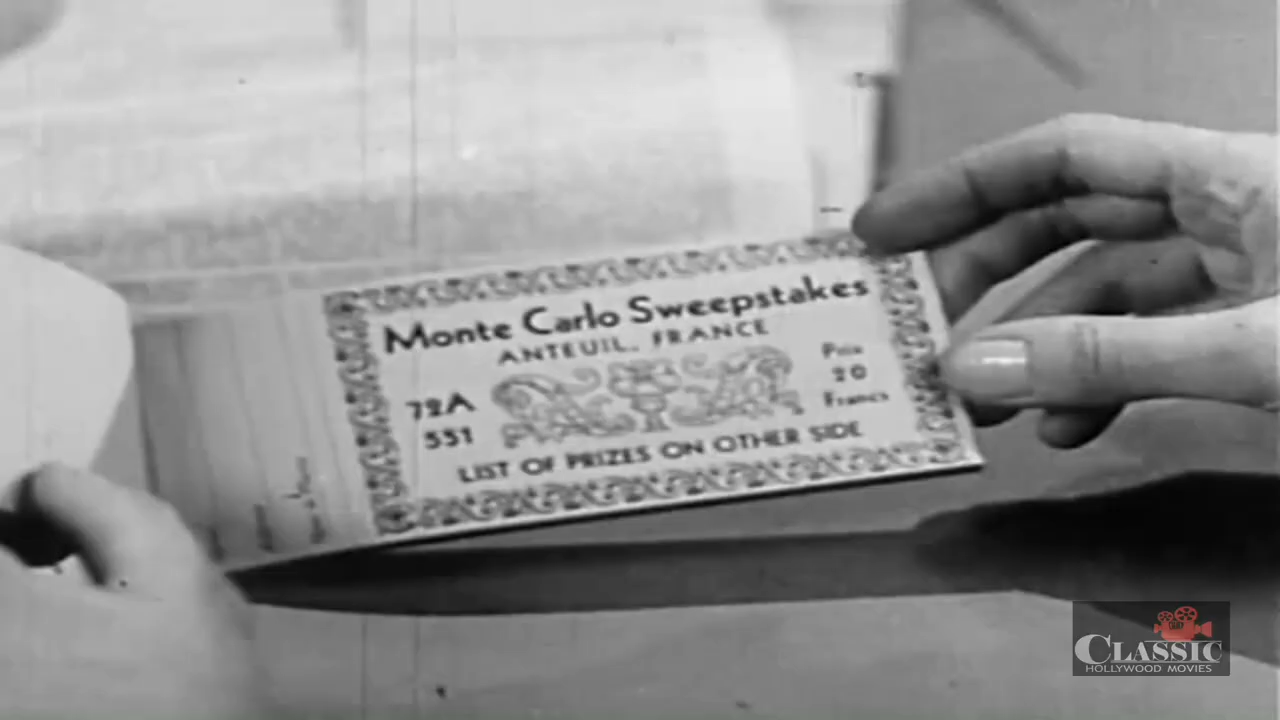 Monte Carlo Sweepstakes
ANTEUIL, FRANCE
72A
551
Prix
20
Francs
LIST OF PRIZES ON OTHER SIDE
CLASSIC
HOLLYWOOD MOVIES